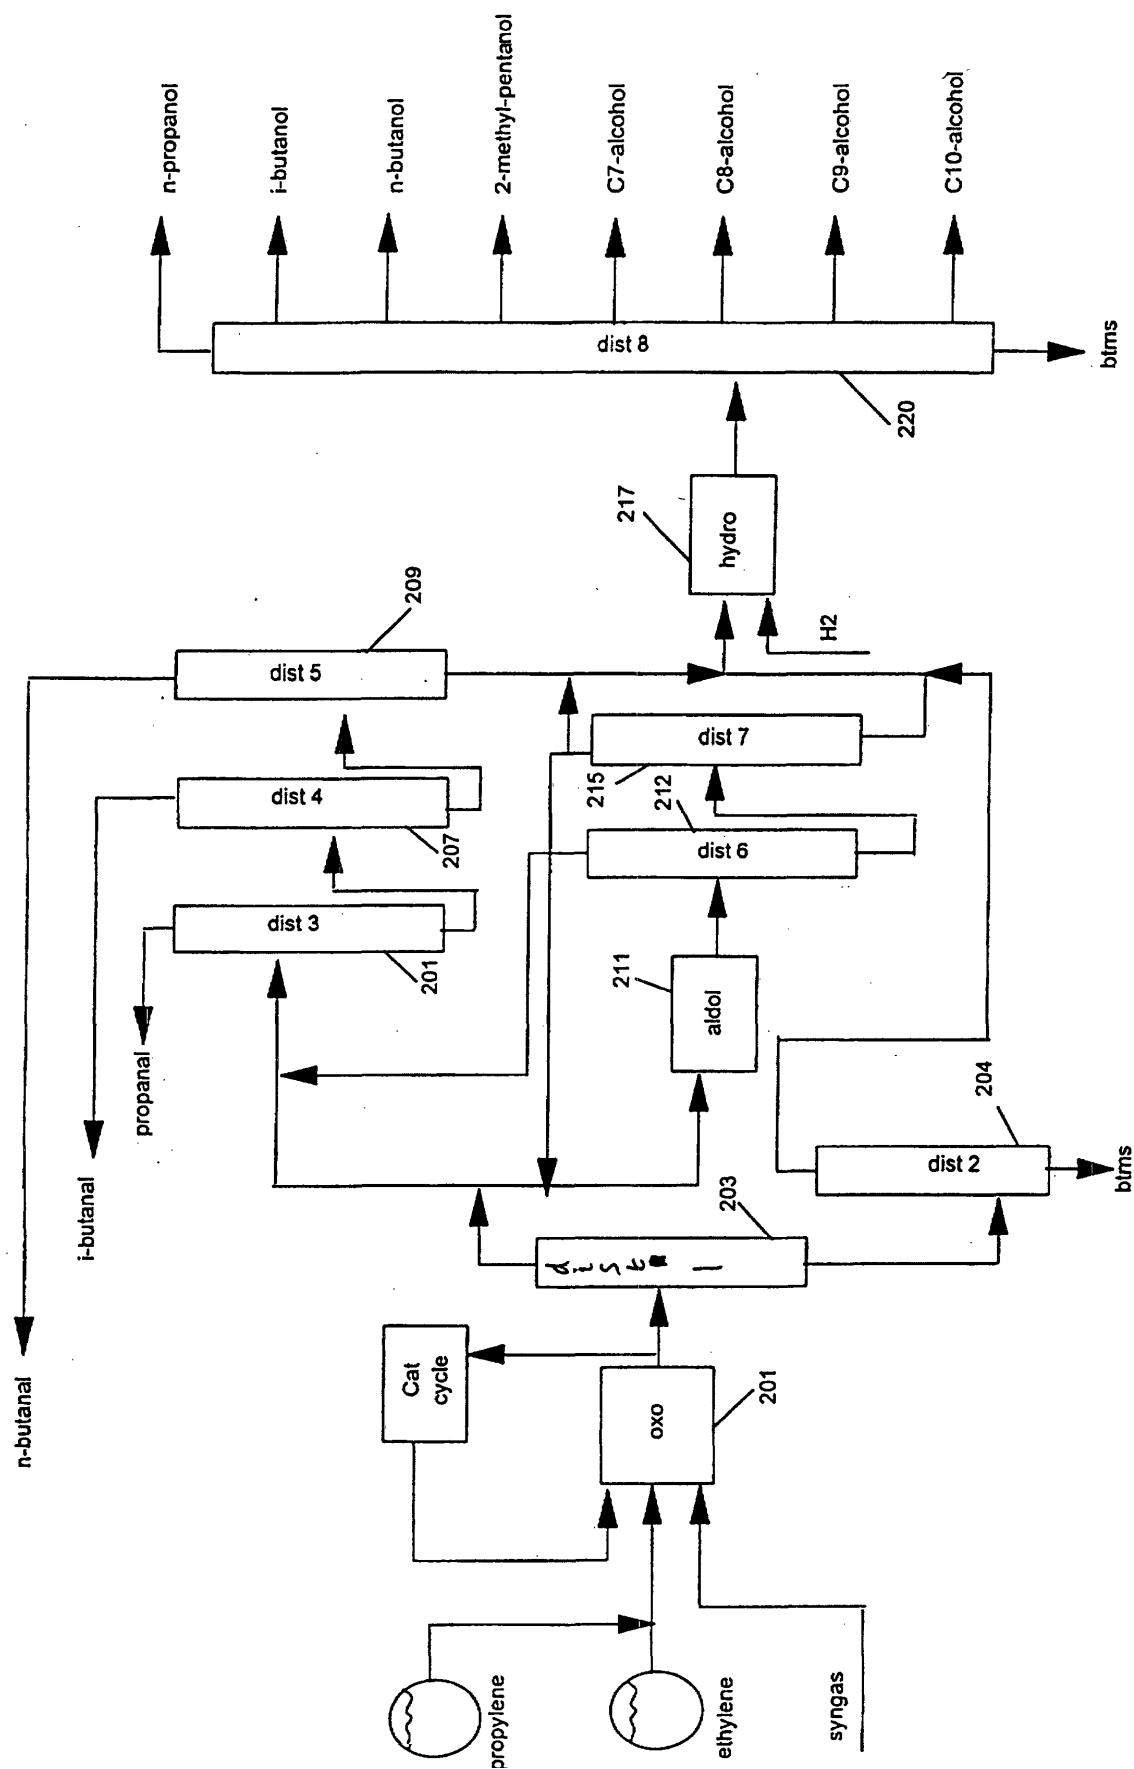 n-propanol
i-butanol
n-butanol
2-methyl-pentanol
C7-alcohol
C8-alcohol
C9-alcohol
C10-alcohol
dist 8
btms
220
217
hydro
H2
209
dist 5
dist 4
207
dist 3
201
dist 7
215
212
dist 6
211
aldol
propanal
i-butanal
n-butanal
204
dist 2
btms
203
dist 1
Cat
cycle
oxo
201
propylene
ethylene
syngas